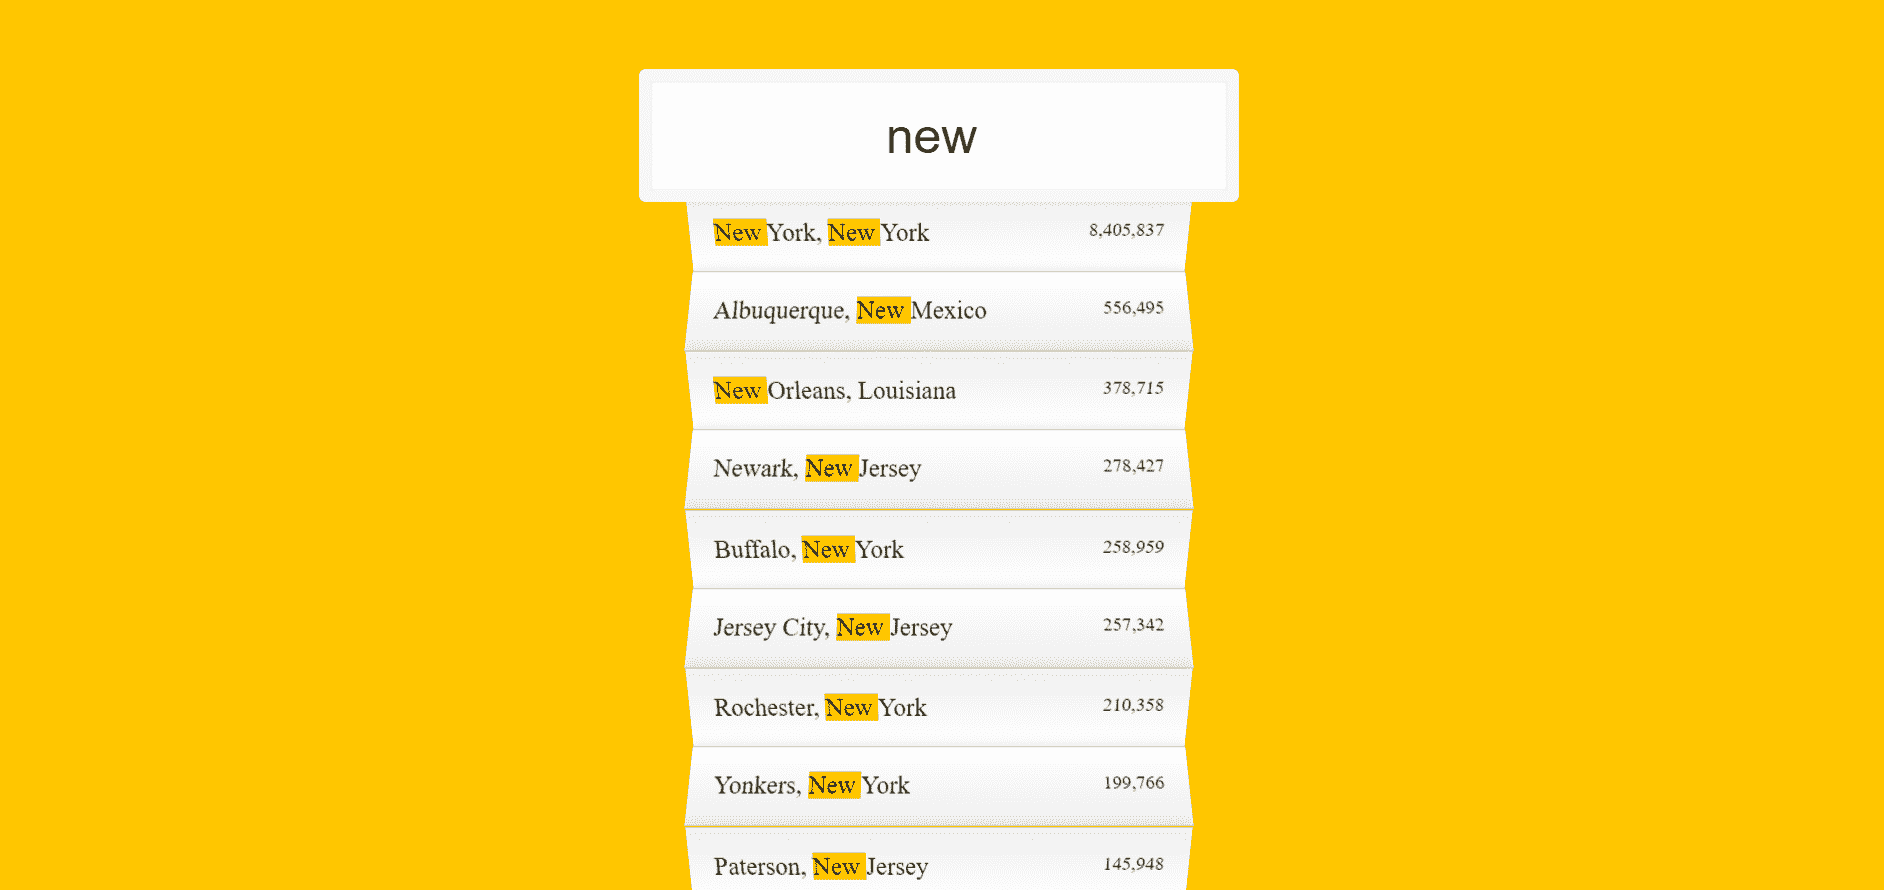 new
New York, New York 8,405,837
Albuquerque, New Mexico 556,495
New Orleans, Louisiana 378,715
Newark, New Jersey 278,427
Buffalo, New York 258,959
Jersey City, New Jersey 257,342
Rochester, New York 210,358
Yonkers, New York 199,766
Paterson, New Jersey 145,948